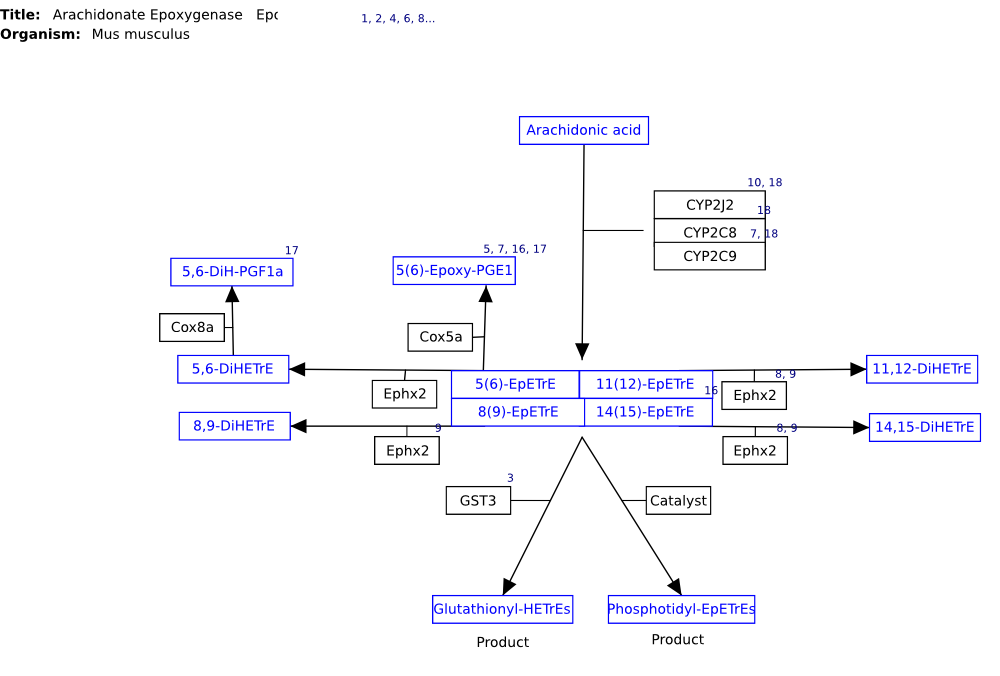 Title: Arachidonate Epoxygenase Epo
1, 2, 4, 6, 8...
Organism: Mus musculus
Arachidonic acid
10, 18
CYP2J2
18
CYP2C8
7, 18
CYP2C9
17
5,6-DiH-PGF1a
5, 7, 16, 17
5(6)-Epoxy-PGE1
Cox8a
Cox5a
5,6-DiHETrE
11,12-DiHETrE
5(6)-EpETrE
11(12)-EpETrE
8, 9
Ephx2
16
Ephx2
8(9)-EpETrE
14(15)-EpETrE
8,9-DiHETrE
9
8, 9
14,15-DiHETrE
Ephx2
Ephx2
3
GST3
Catalyst
Glutathionyl-HETrEs
Phosphotidyl-EpETrEs
Product
Product